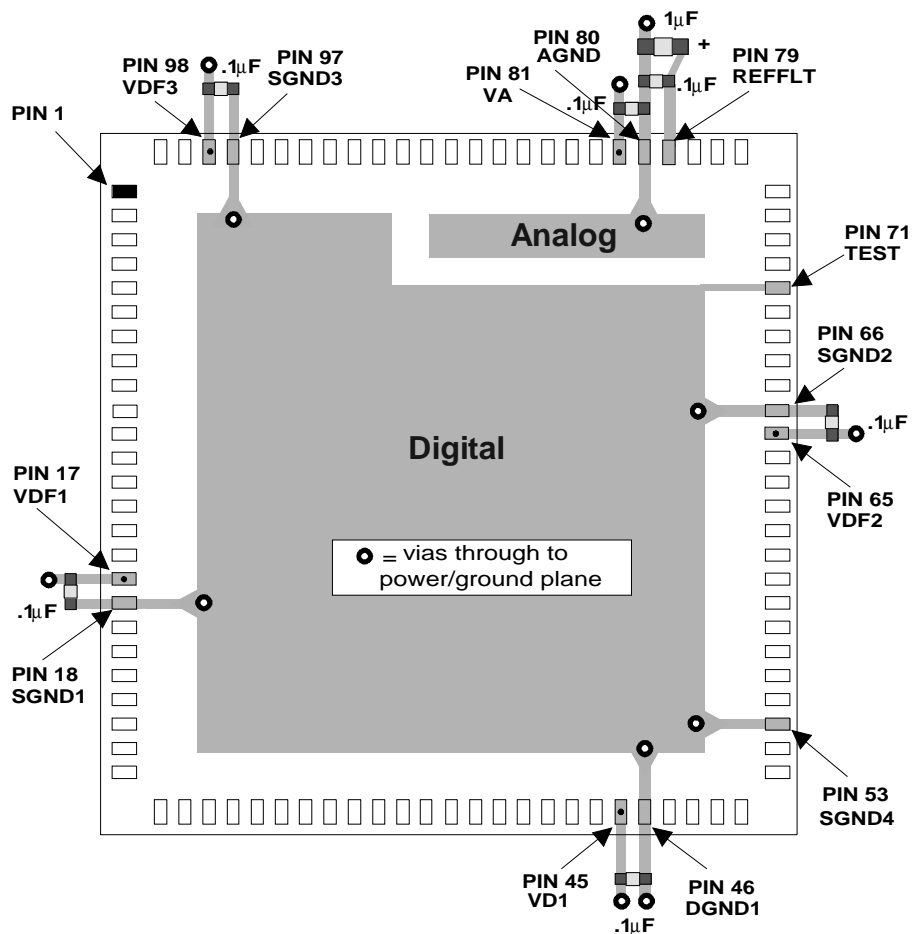 PIN 1
PIN 98
VDF3
.1µF
PIN 97
SGND3
PIN 81
VA
.1µF
PIN 80
AGND
1µF
+
.1µF
PIN 79
REFFLT
Analog
PIN 71
TEST
PIN 66
SGND2
.1µF
PIN 65
VDF2
Digital
PIN 17
VDF1
= vias through to
power/ground plane
.1µF
PIN 18
SGND1
PIN 53
SGND4
PIN 45
VD1
.1µF
PIN 46
DGND1